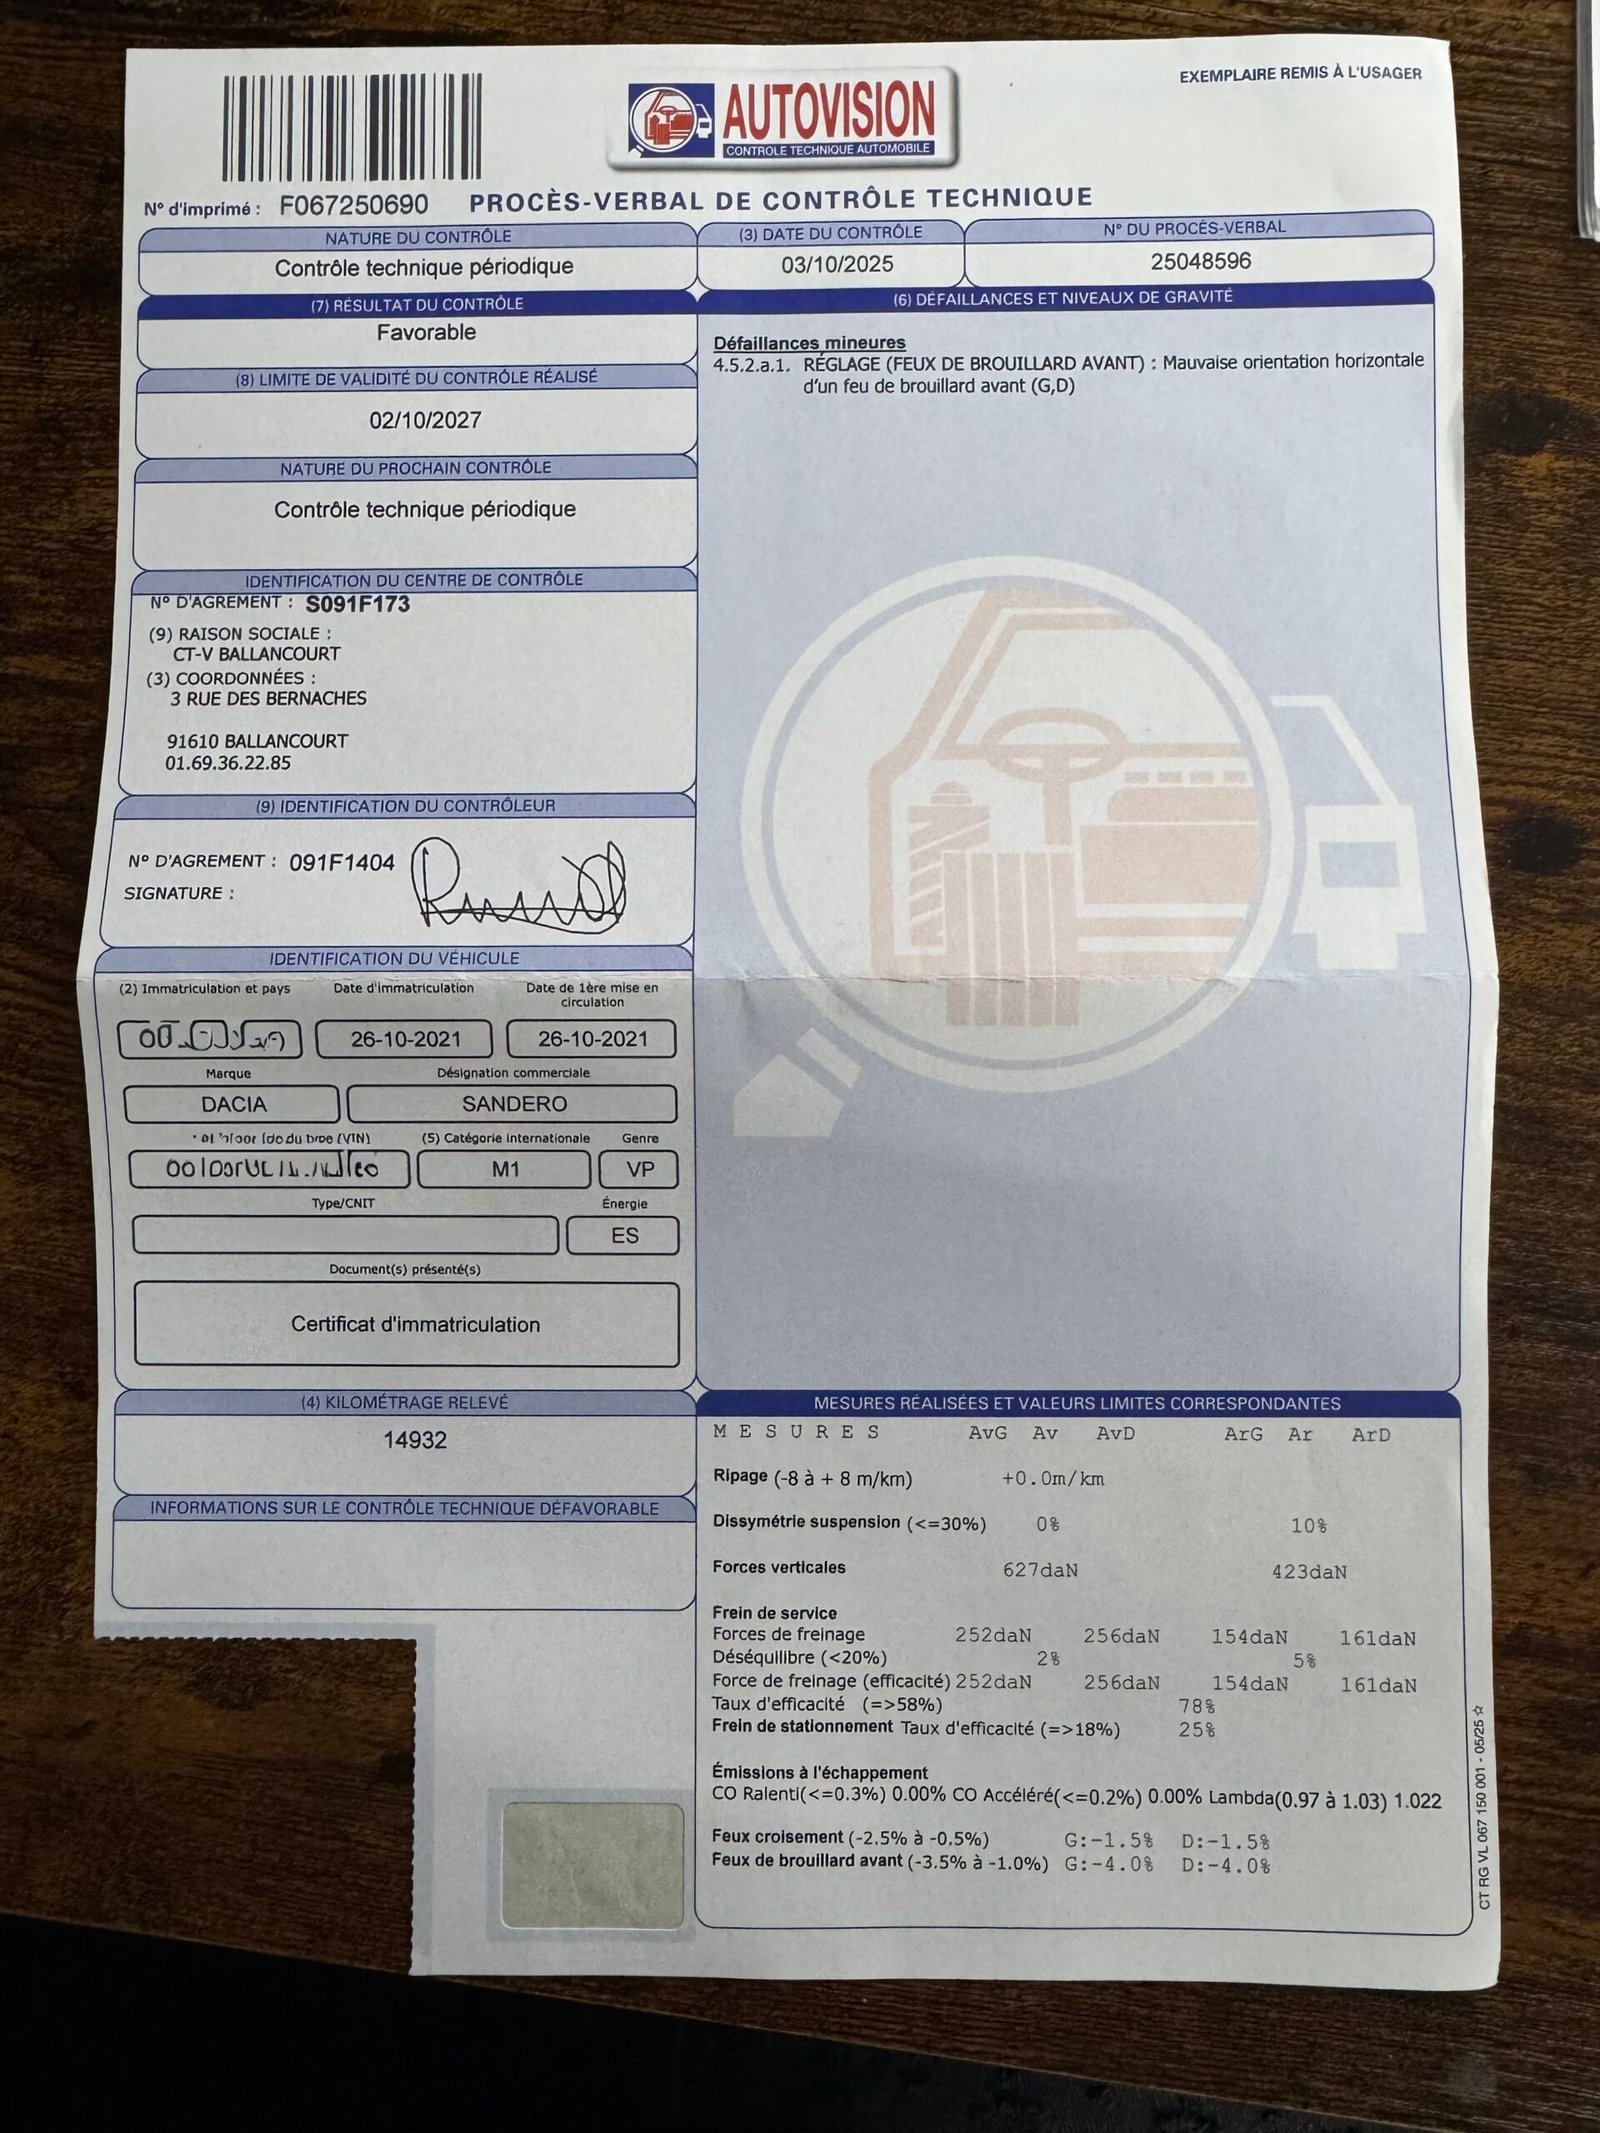 EXEMPLAIRE REMIS À L'USAGER
AUTOVISION
CONTROLE TECHNIQUE AUTOMOBILE
N° d'imprimé : F067250690
PROCÈS-VERBAL DE CONTRÔLE TECHNIQUE
NATURE DU CONTRÔLE
Contrôle technique périodique
(3) DATE DU CONTRÔLE
03/10/2025
N° DU PROCÈS-VERBAL
25048596
(7) RÉSULTAT DU CONTRÔLE
Favorable
(8) LIMITE DE VALIDITÉ DU CONTRÔLE RÉALISÉ
02/10/2027
NATURE DU PROCHAIN CONTRÔLE
Contrôle technique périodique
IDENTIFICATION DU CENTRE DE CONTRÔLE
N° D'AGREMENT : S091F173
(9) RAISON SOCIALE :
CT-V BALLANCOURT
(3) COORDONNÉES :
3 RUE DES BERNACHES
91610 BALLANCOURT
01.69.36.22.85
(9) IDENTIFICATION DU CONTRÔLEUR
N° D'AGREMENT : 091F1404
SIGNATURE :
IDENTIFICATION DU VÉHICULE
(2) Immatriculation et pays
Date d'immatriculation
Date de 1ère mise en
circulation
26-10-2021
26-10-2021
Marque
Désignation commerciale
DACIA
SANDERO
(VIN)
(5) Catégorie internationale
Genre
M1
VP
Type/CNIT
Énergie
ES
Document(s) présenté(s)
Certificat d'immatriculation
(4) KILOMÉTRAGE RELEVÉ
14932
INFORMATIONS SUR LE CONTRÔLE TECHNIQUE DÉFAVORABLE
(6) DÉFAILLANCES ET NIVEAUX DE GRAVITÉ
Défaillances mineures
4.5.2.a.1. RÉGLAGE (FEUX DE BROUILLARD AVANT) : Mauvaise orientation horizontale
d'un feu de brouillard avant (G,D)
MESURES RÉALISÉES ET VALEURS LIMITES CORRESPONDANTES
M E S U R E S AvG Av AvD ArG Ar ArD
Ripage (-8 à + 8 m/km) +0.0m/km
Dissymétrie suspension (<=30%) 0% 10%
Forces verticales 627daN 423daN
Frein de service
Forces de freinage 252daN 256daN 154daN 161daN
Déséquilibre (<20%) 2% 5%
Force de freinage (efficacité) 252daN 256daN 154daN 161daN
Taux d'efficacité (=>58%) 78%
Frein de stationnement Taux d'efficacité (=>18%) 25%
Émissions à l'échappement
CO Ralenti(<=0.3%) 0.00% CO Accéléré(<=0.2%) 0.00% Lambda(0.97 à 1.03) 1.022
Feux croisement (-2.5% à -0.5%) G:-1.5% D:-1.5%
Feux de brouillard avant (-3.5% à -1.0%) G:-4.0% D:-4.0%
CT RG VL 067 150 001 - 05/25 ☆